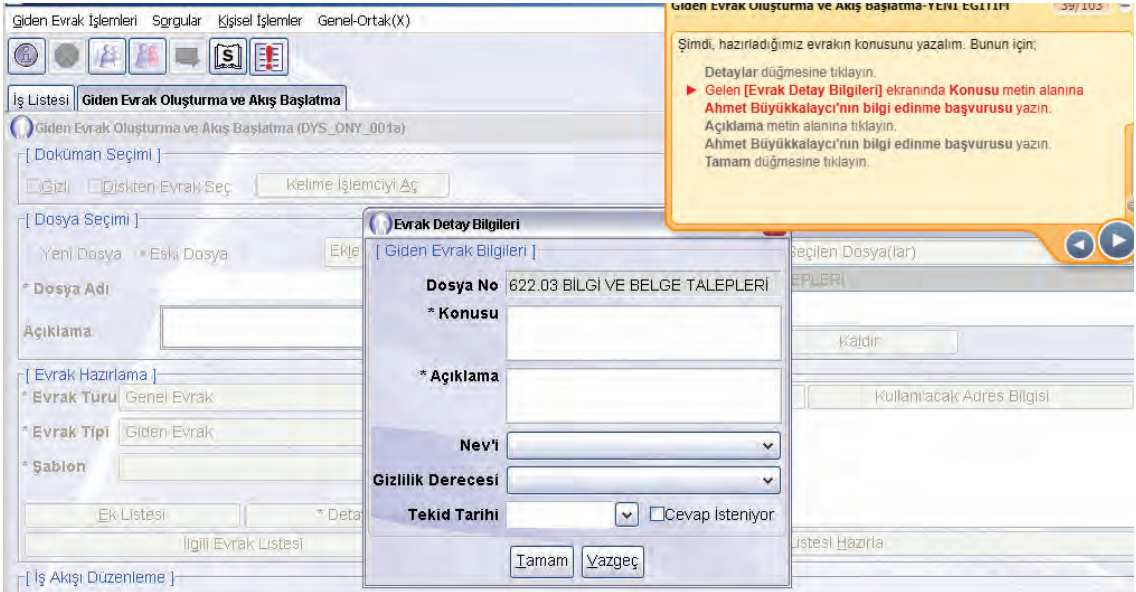 Giden Evrak Oluşturma ve Akış Başlatma-YENİ EĞİTİM 39/103
Giden Evrak İşlemleri Sorgular Kişisel İşlemler Genel-Ortak(X)
Şimdi, hazırladığımız evrakın konusunu yazalım. Bunun için;
Detaylar düğmesine tıklayın.
Gelen [Evrak Detay Bilgileri] ekranında Konusu metin alanına
Ahmet Büyükkalaycı'nın bilgi edinme başvurusu yazın.
Açıklama metin alanına tıklayın.
Ahmet Büyükkalaycı'nın bilgi edinme başvurusu yazın.
Tamam düğmesine tıklayın.
İş Listesi Giden Evrak Oluşturma ve Akış Başlatma
Giden Evrak Oluşturma ve Akış Başlatma (DYS_ONY_001a)
[ Doküman Seçimi ]
Gizli Diskten Evrak Seç Kelime İşlemciyi Aç
[ Dosya Seçimi ]
Yeni Dosya Eski Dosya Ekle Seçilen Dosya(lar)
* Dosya Adı
Açıklama
Kaldır
[ Evrak Hazırlama ]
* Evrak Türü Genel Evrak Kullanılacak Adres Bilgisi
* Evrak Tipi Giden Evrak
* Şablon
Ek Listesi * Deta
İlgili Evrak Listesi Listesi Hazırla
[ İş Akışı Düzenleme ]
Evrak Detay Bilgileri
[ Giden Evrak Bilgileri ]
Dosya No 622.03 BİLGİ VE BELGE TALEPLERİ
* Konusu
* Açıklama
Nev'i
Gizlilik Derecesi
Tekid Tarihi Cevap İsteniyor
Tamam Vazgeç